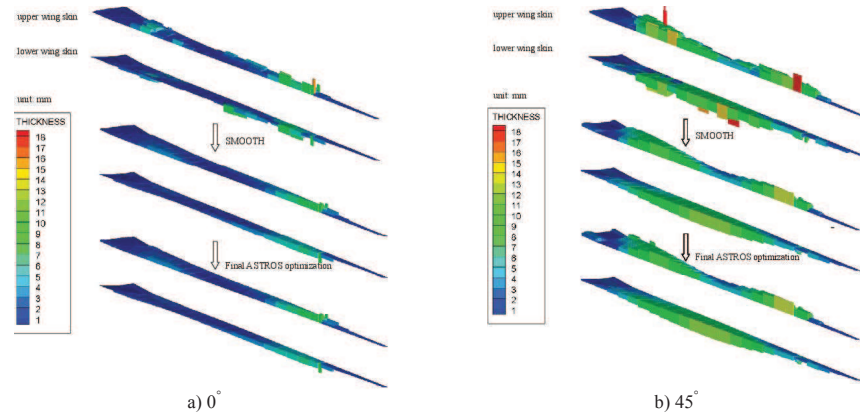 upper wing skin
lower wing skin
unit: mm
THICKNESS
18
17
16
15
14
13
12
11
10
9
8
7
6
5
4
3
2
1
SMOOTH
Final ASTROS optimization
a) 0°
upper wing skin
lower wing skin
unit: mm
THICKNESS
18
17
16
15
14
13
12
11
10
9
8
7
6
5
4
3
2
1
SMOOTH
Final ASTROS optimization
b) 45°